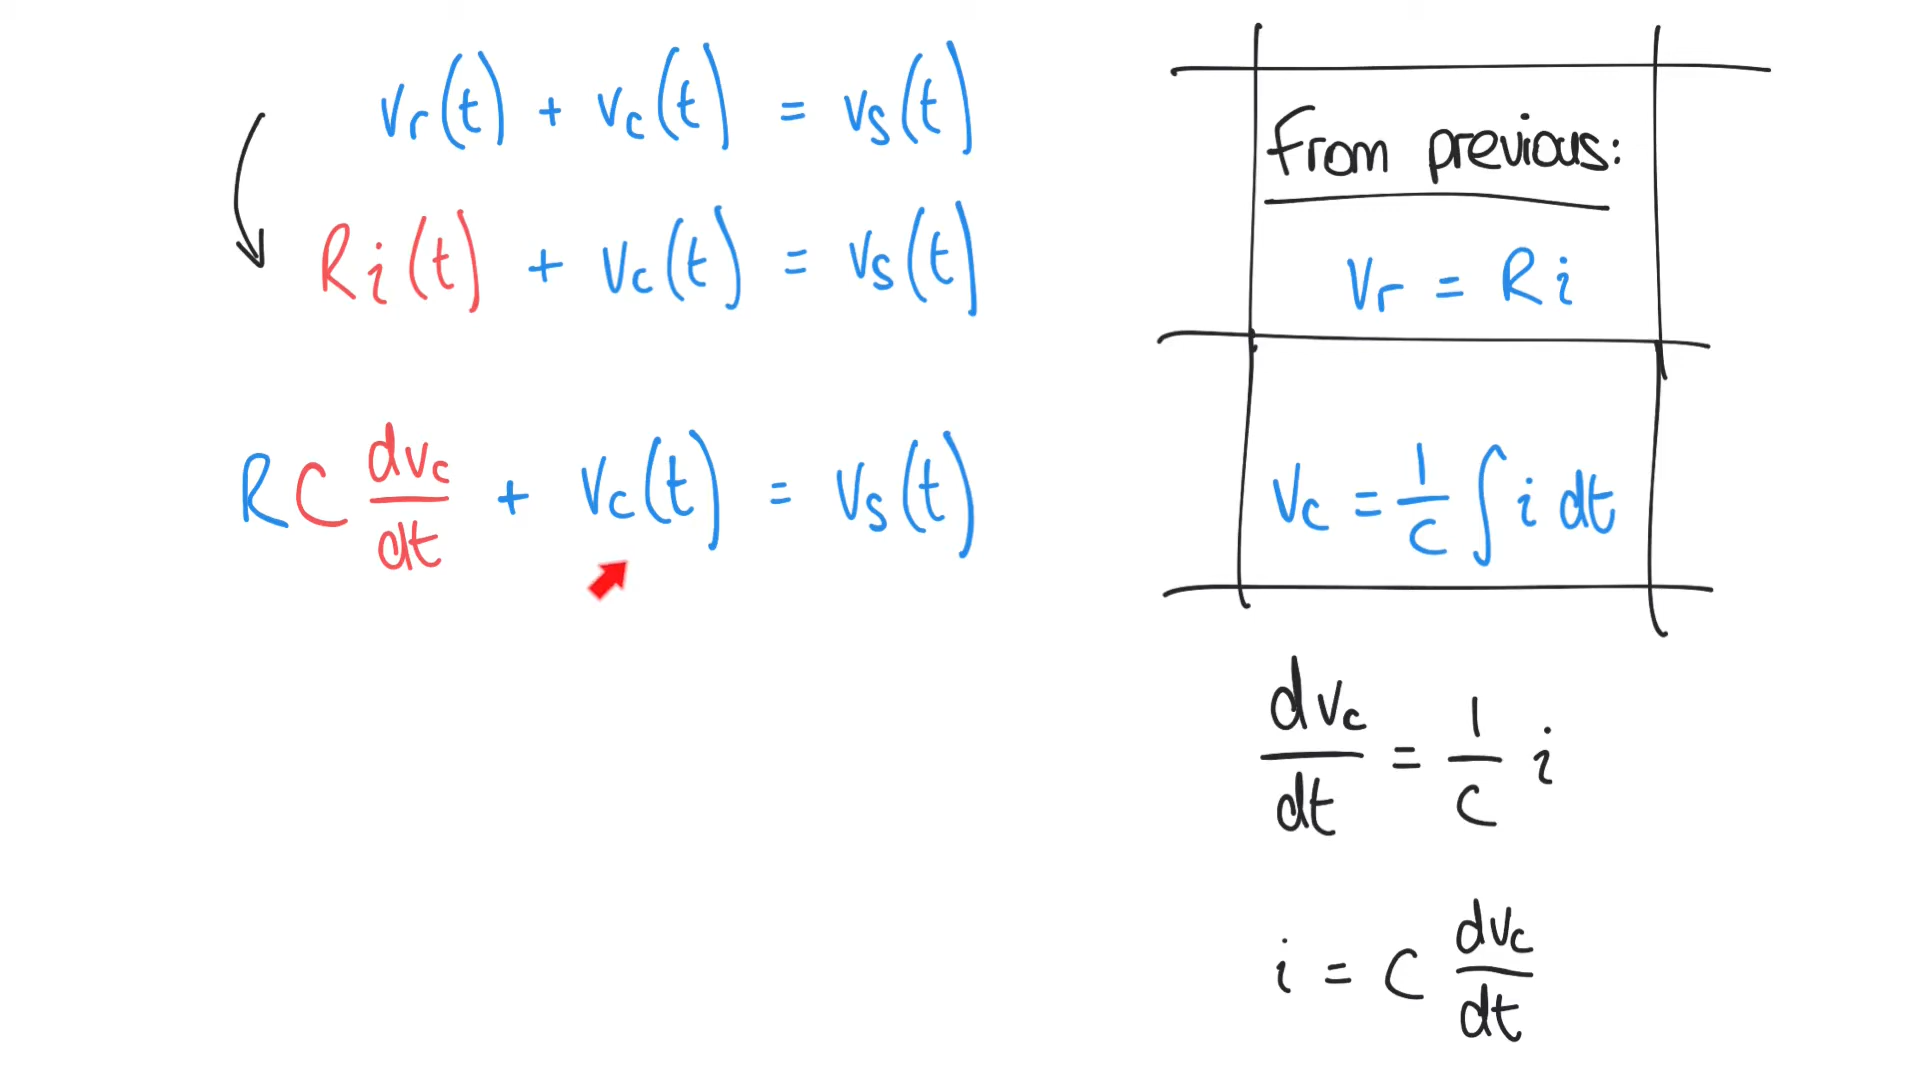 vr(t) + vc(t) = vs(t)
Ri(t) + vc(t) = vs(t)
RC dvc/dt + vc(t) = vs(t)
From previous:
vr = Ri
vc = 1/C ∫ i dt
dvc/dt = 1/C i
i = C dvc/dt